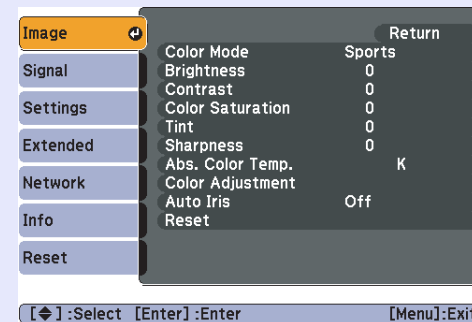 Image
Signal
Settings
Extended
Network
Info
Reset
Return
Color Mode Sports
Brightness 0
Contrast 0
Color Saturation 0
Tint 0
Sharpness 0
Abs. Color Temp. K
Color Adjustment
Auto Iris Off
Reset
[ ] :Select [Enter] :Enter [Menu]:Exit